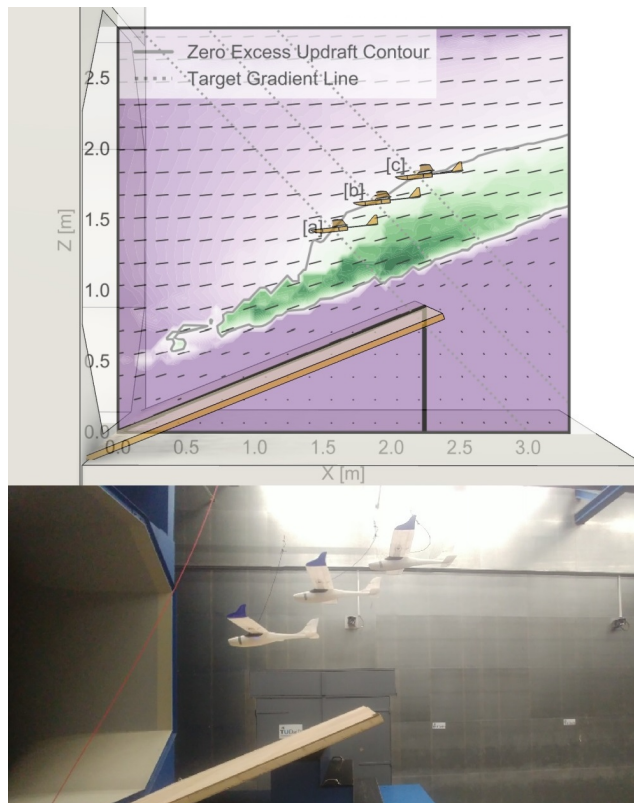 Zero Excess Updraft Contour
Target Gradient Line
2.5
2.0
1.5
1.0
0.5
0.0
Z [m]
[c]
[b]
[a]
0.0 0.5 1.0 1.5 2.0 2.5 3.0
X [m]